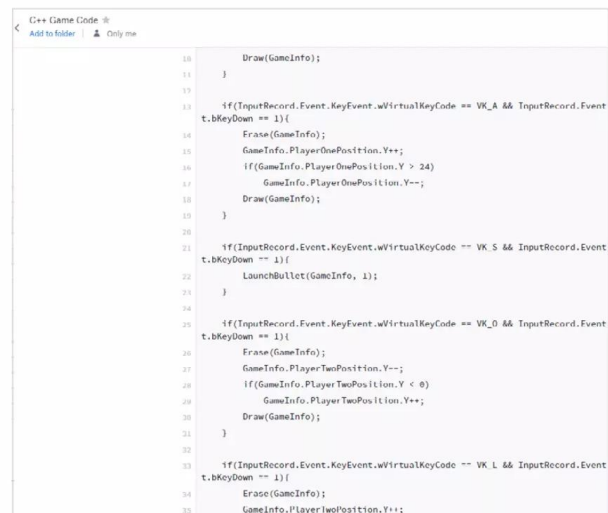 C++ Game Code
Add to folder Only me
10 Draw(GameInfo);
11 }
12
13 if(InputRecord.Event.KeyEvent.wVirtualKeyCode == VK_A && InputRecord.Event
t.bKeyDown == 1){
14 Erase(GameInfo);
15 GameInfo.PlayerOnePosition.Y++;
16 if(GameInfo.PlayerOnePosition.Y > 24)
17 GameInfo.PlayerOnePosition.Y--;
18 Draw(GameInfo);
19 }
20
21 if(InputRecord.Event.KeyEvent.wVirtualKeyCode == VK_S && InputRecord.Event
t.bKeyDown == 1){
22 LaunchBullet(GameInfo, 1);
23 }
24
25 if(InputRecord.Event.KeyEvent.wVirtualKeyCode == VK_O && InputRecord.Event
t.bKeyDown == 1){
26 Erase(GameInfo);
27 GameInfo.PlayerTwoPosition.Y--;
28 if(GameInfo.PlayerTwoPosition.Y < 0)
29 GameInfo.PlayerTwoPosition.Y++;
30 Draw(GameInfo);
31 }
32
33 if(InputRecord.Event.KeyEvent.wVirtualKeyCode == VK_L && InputRecord.Event
t.bKeyDown == 1){
34 Erase(GameInfo);
35 GameInfo.PlayerTwoPosition.Y++;